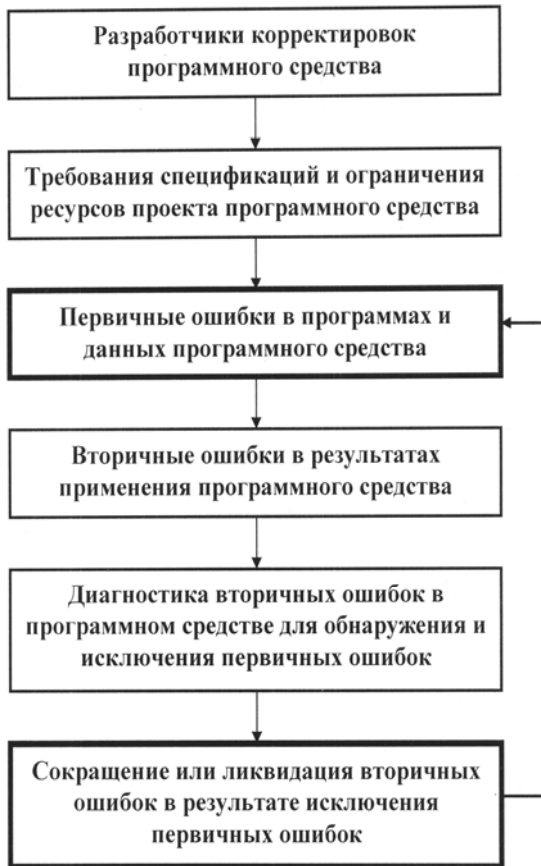 Разработчики корректировок
программного средства
Требования спецификаций и ограничения
ресурсов проекта программного средства
Первичные ошибки в программах и
данных программного средства
Вторичные ошибки в результатах
применения программного средства
Диагностика вторичных ошибок в
программном средстве для обнаружения и
исключения первичных ошибок
Сокращение или ликвидация вторичных
ошибок в результате исключения
первичных ошибок